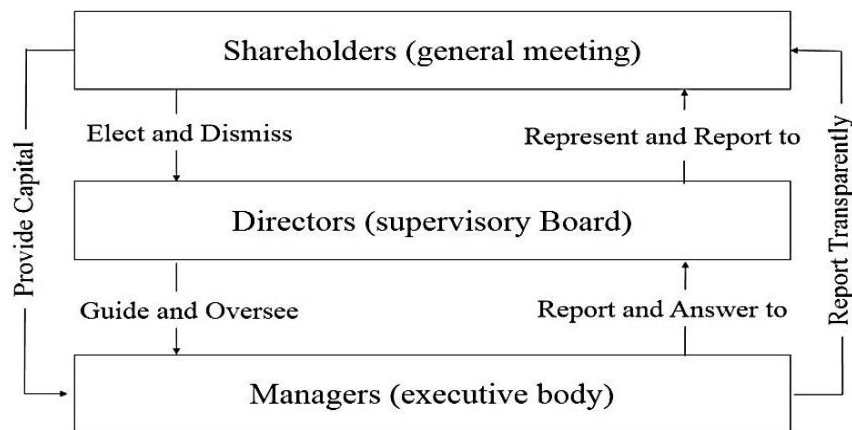 Shareholders (general meeting)
Elect and Dismiss
Represent and Report to
Provide Capital
Directors (supervisory Board)
Report Transparently
Guide and Oversee
Report and Answer to
Managers (executive body)